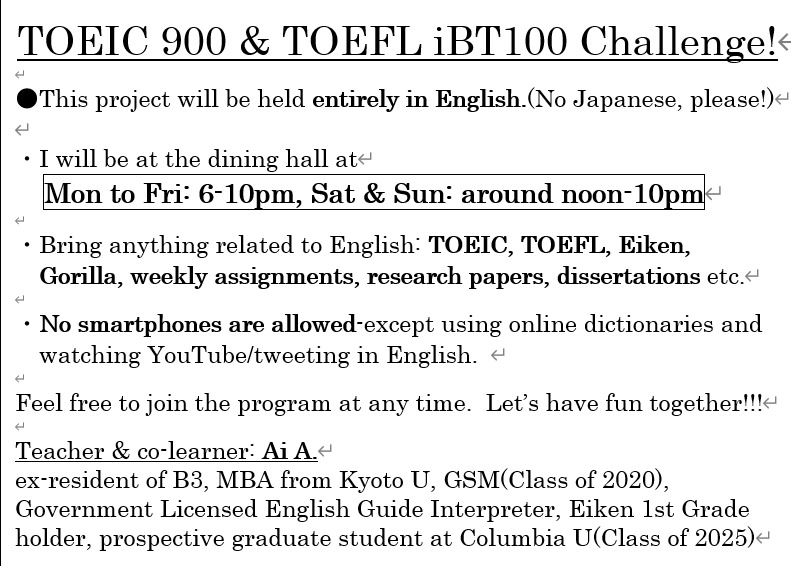 TOEIC 900 & TOEFL iBT100 Challenge!
●This project will be held entirely in English.(No Japanese, please!)
・I will be at the dining hall at
Mon to Fri: 6-10pm, Sat & Sun: around noon-10pm
・Bring anything related to English: TOEIC, TOEFL, Eiken,
Gorilla, weekly assignments, research papers, dissertations etc.
・No smartphones are allowed-except using online dictionaries and
watching YouTube/tweeting in English.
Feel free to join the program at any time.  Let's have fun together!!!
Teacher & co-learner: Ai A.
ex-resident of B3, MBA from Kyoto U, GSM(Class of 2020),
Government Licensed English Guide Interpreter, Eiken 1st Grade
holder, prospective graduate student at Columbia U(Class of 2025)